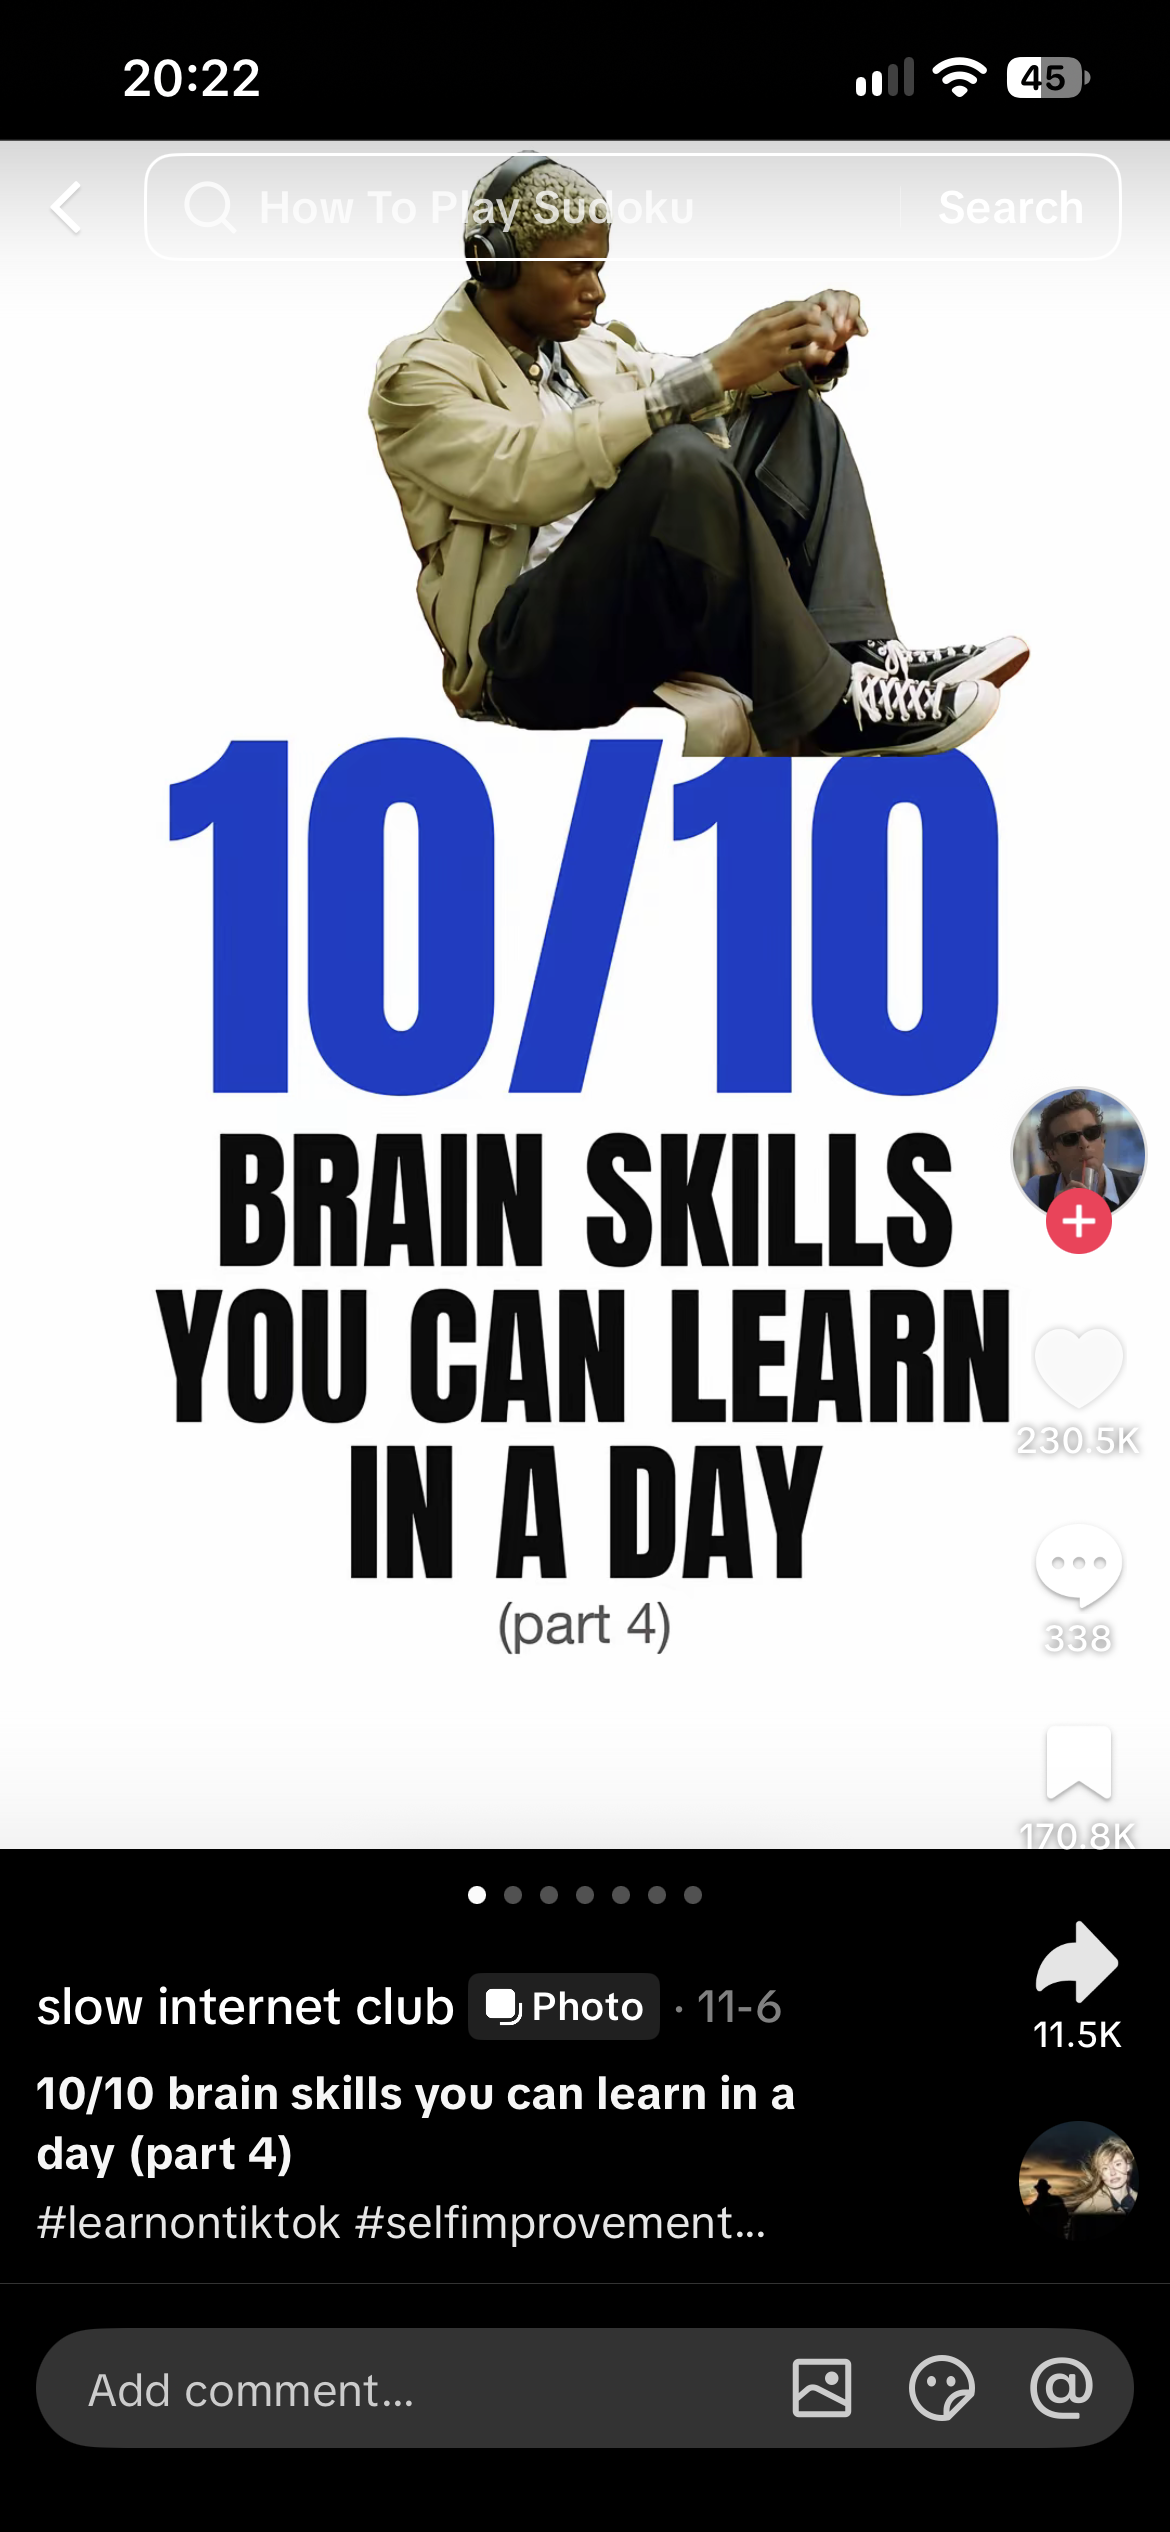 20:22
45
How To Play Sudoku
Search
10/10
BRAIN SKILLS
YOU CAN LEARN
IN A DAY
(part 4)
230.5K
338
170.8K
slow internet club Photo · 11-6
11.5K
10/10 brain skills you can learn in a
day (part 4)
#learnontiktok #selfimprovement...
Add comment...